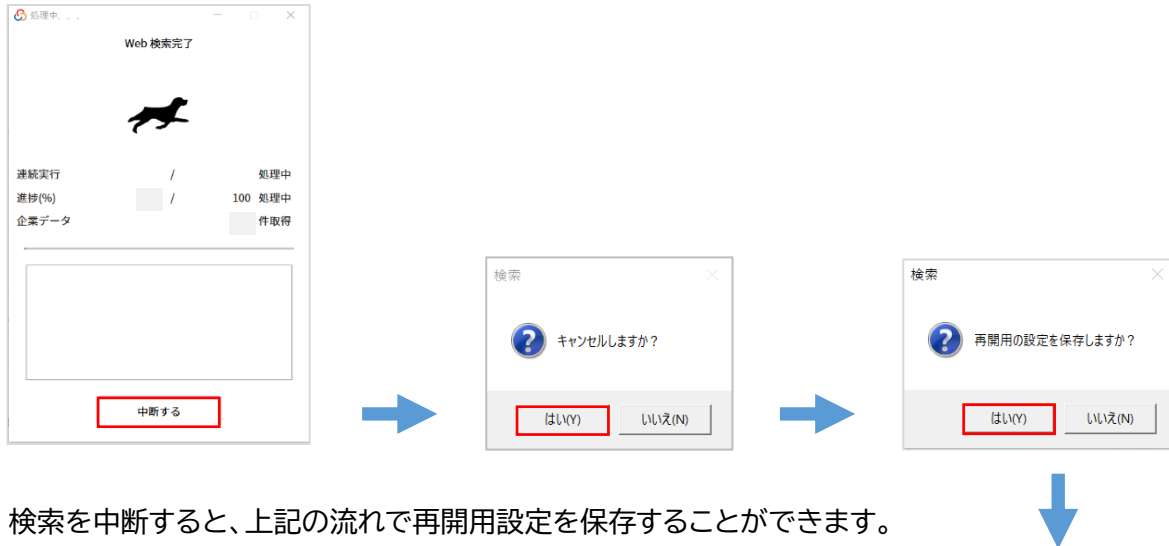 処理中．．．
Web 検索完了
連続実行 / 処理中
進捗(%) / 100 処理中
企業データ 件取得
中断する
検索
キャンセルしますか？
はい(Y) いいえ(N)
検索
再開用の設定を保存しますか？
はい(Y) いいえ(N)
検索を中断すると、上記の流れで再開用設定を保存することができます。